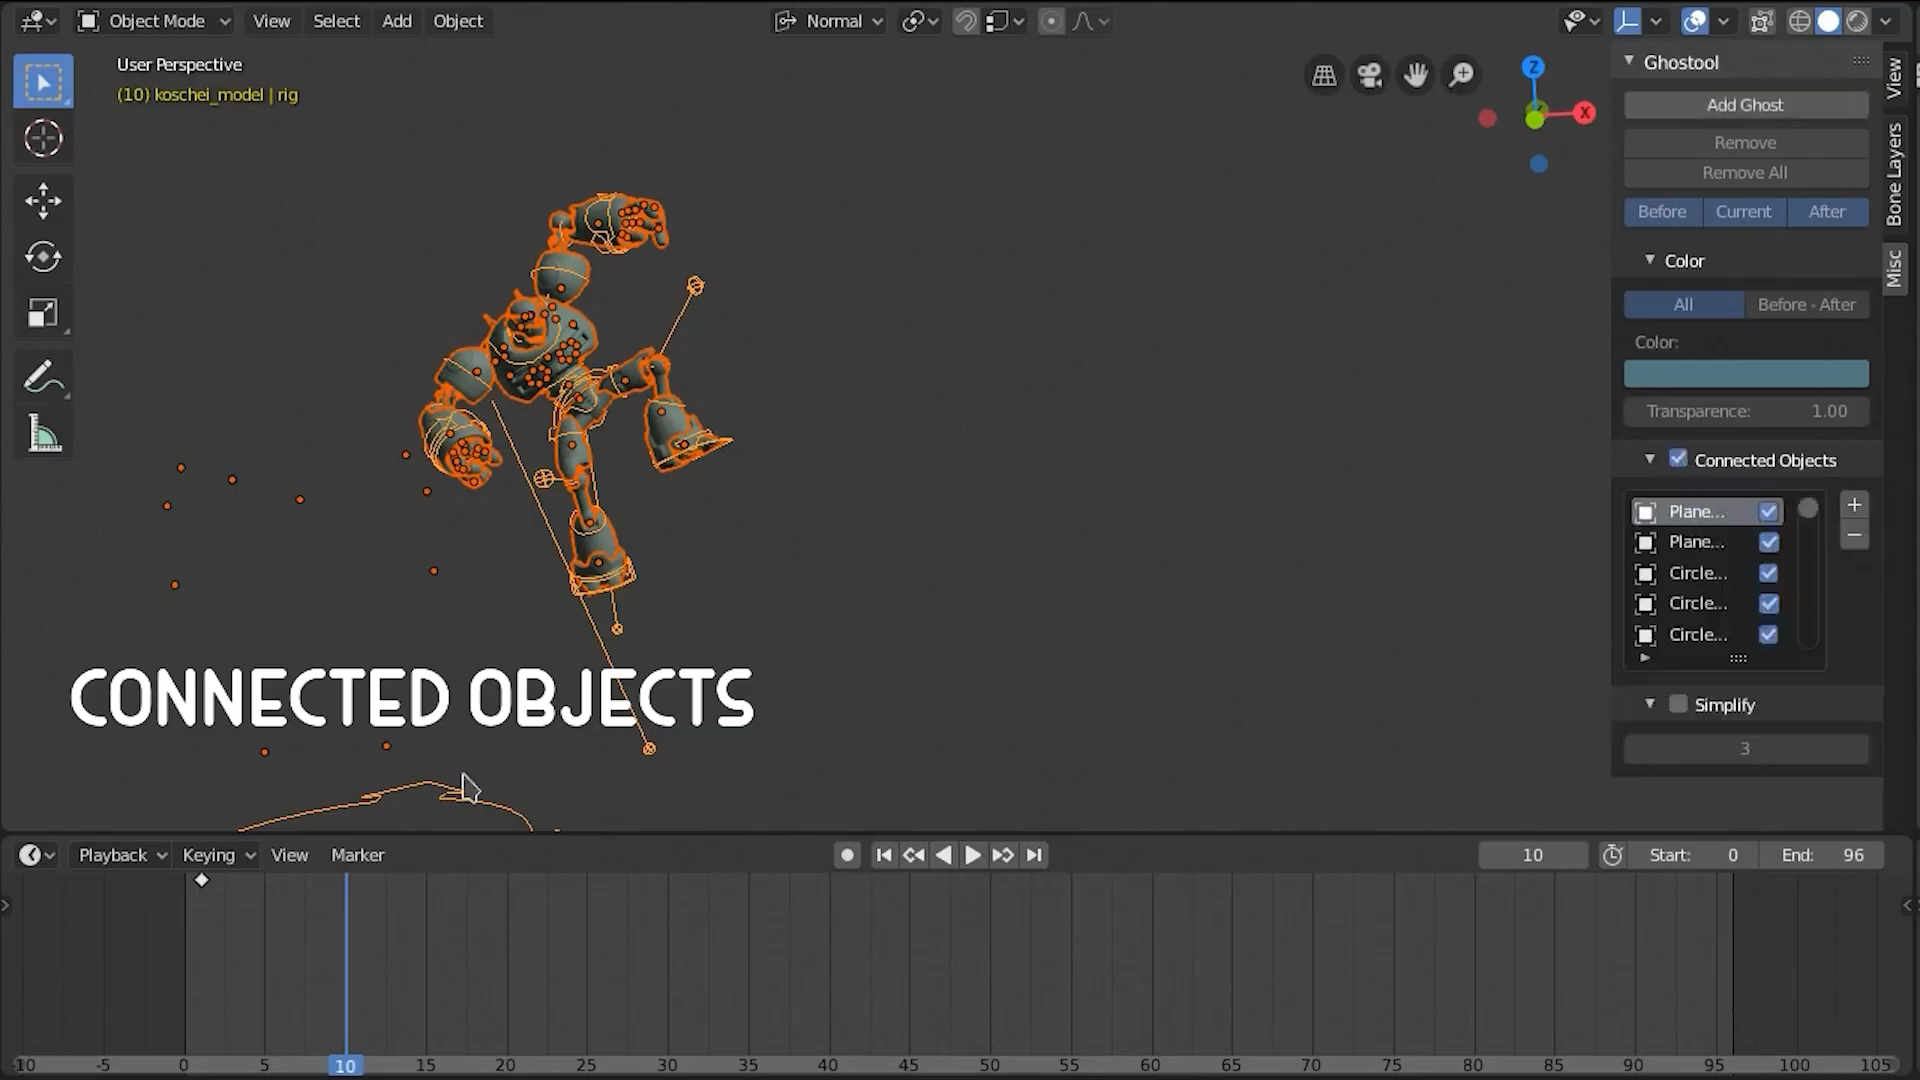 Object Mode View Select Add Object Normal
User Perspective
(10) koschei_model | rig
Z
X
Ghostool
Add Ghost
Remove
Remove All
Before Current After
Color
All Before - After
Color:
Transparence: 1.00
Connected Objects
Plane...
Plane...
Circle...
Circle...
Circle...
Simplify
3
View
Bone Layers
Misc
CONNECTED OBJECTS
Playback Keying View Marker 10 Start: 0 End: 96
-10 -5 0 5 10 15 20 25 30 35 40 45 50 55 60 65 70 75 80 85 90 95 100 105